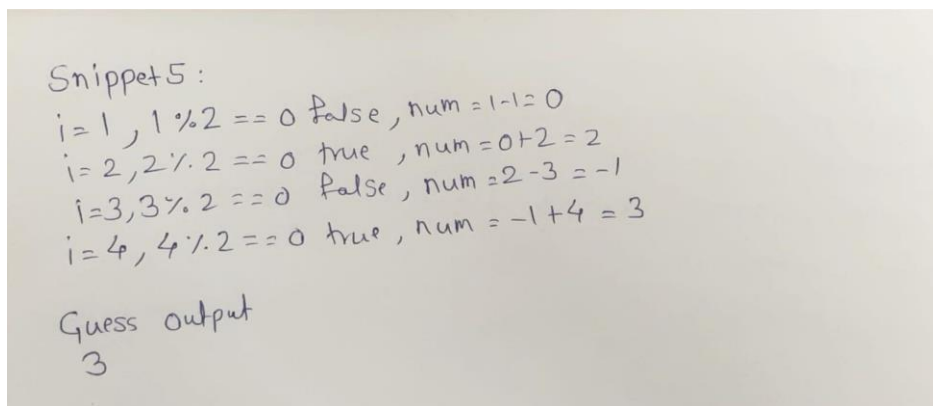 Snippet 5 :
i=1 , 1 % 2 == 0 false , num = 1-1= 0
i= 2 , 2 % 2 == 0 true , num = 0+2 = 2
i=3 , 3 % 2 == 0 false , num = 2 -3 = -1
i= 4 , 4 % 2 == 0 true , num = -1 +4 = 3
Guess output
3